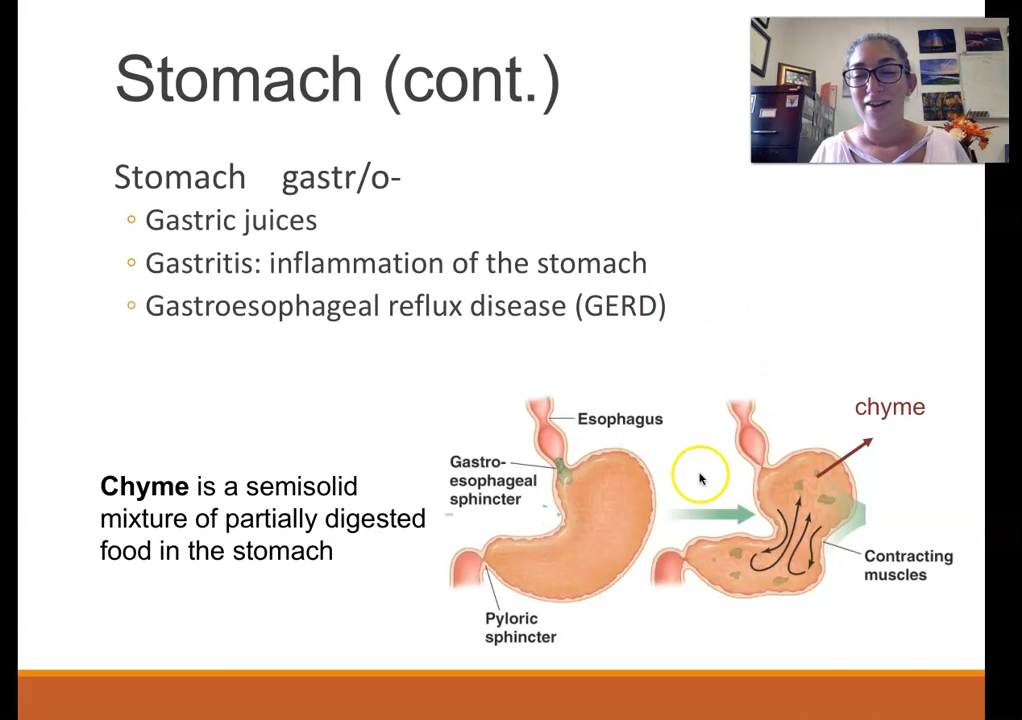 Stomach (cont.)
Stomach gastr/o-
◦ Gastric juices
◦ Gastritis: inflammation of the stomach
◦ Gastroesophageal reflux disease (GERD)
Chyme is a semisolid
mixture of partially digested
food in the stomach
Esophagus
Gastro-
esophageal
sphincter
Pyloric
sphincter
chyme
Contracting
muscles